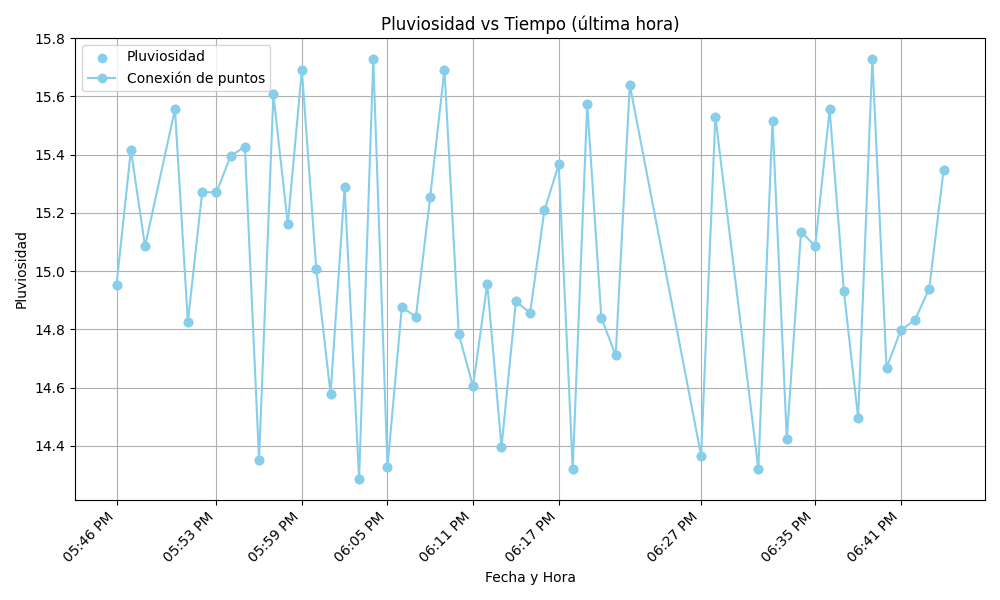 Pluviosidad vs Tiempo (última hora)
Pluviosidad
Conexión de puntos
15.8
15.6
15.4
15.2
15.0
14.8
14.6
14.4
Pluviosidad
05:46 PM
05:53 PM
05:59 PM
06:05 PM
06:11 PM
06:17 PM
06:27 PM
06:35 PM
06:41 PM
Fecha y Hora